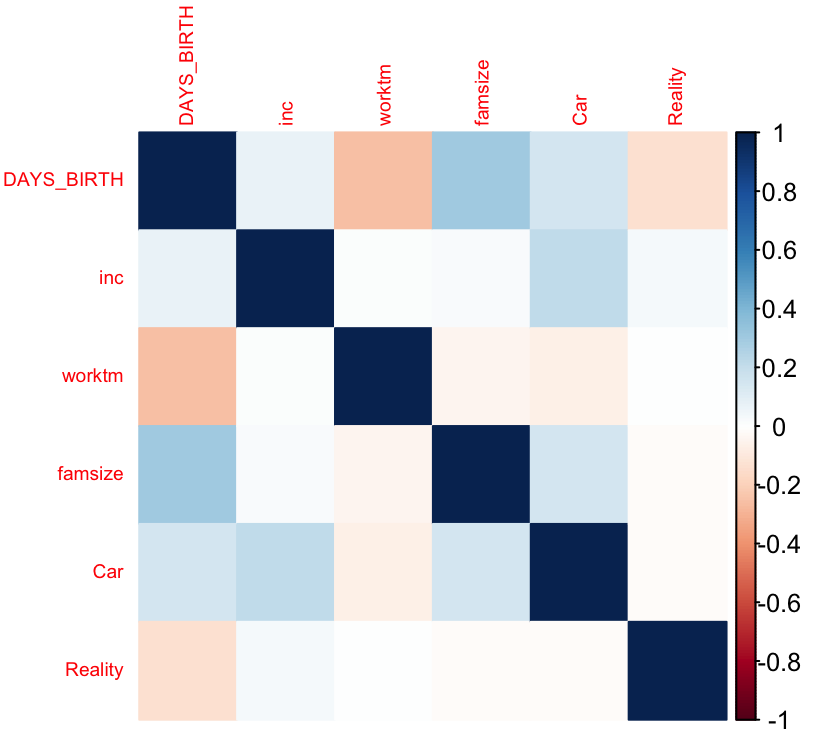 DAYS_BIRTH
inc
worktm
famsize
Car
Reality
DAYS_BIRTH
inc
worktm
famsize
Car
Reality
1
0.8
0.6
0.4
0.2
0
-0.2
-0.4
-0.6
-0.8
-1